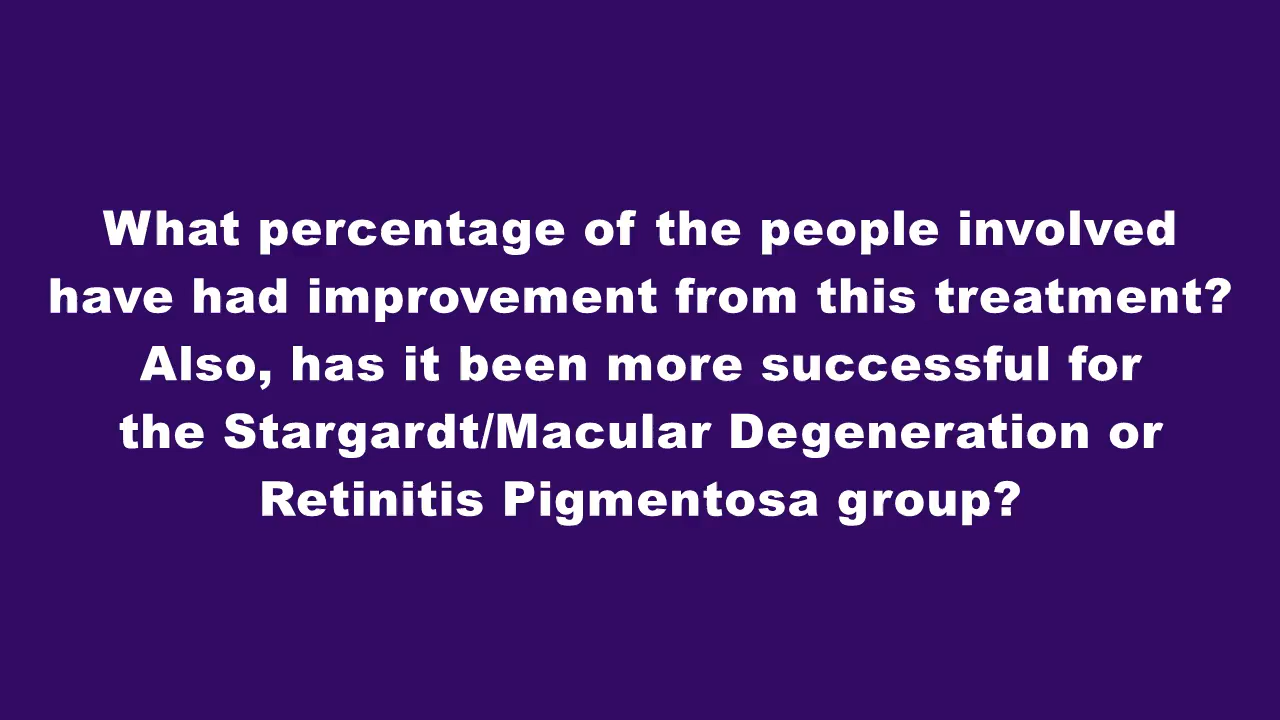 What percentage of the people involved
have had improvement from this treatment?
Also, has it been more successful for
the Stargardt/Macular Degeneration or
Retinitis Pigmentosa group?